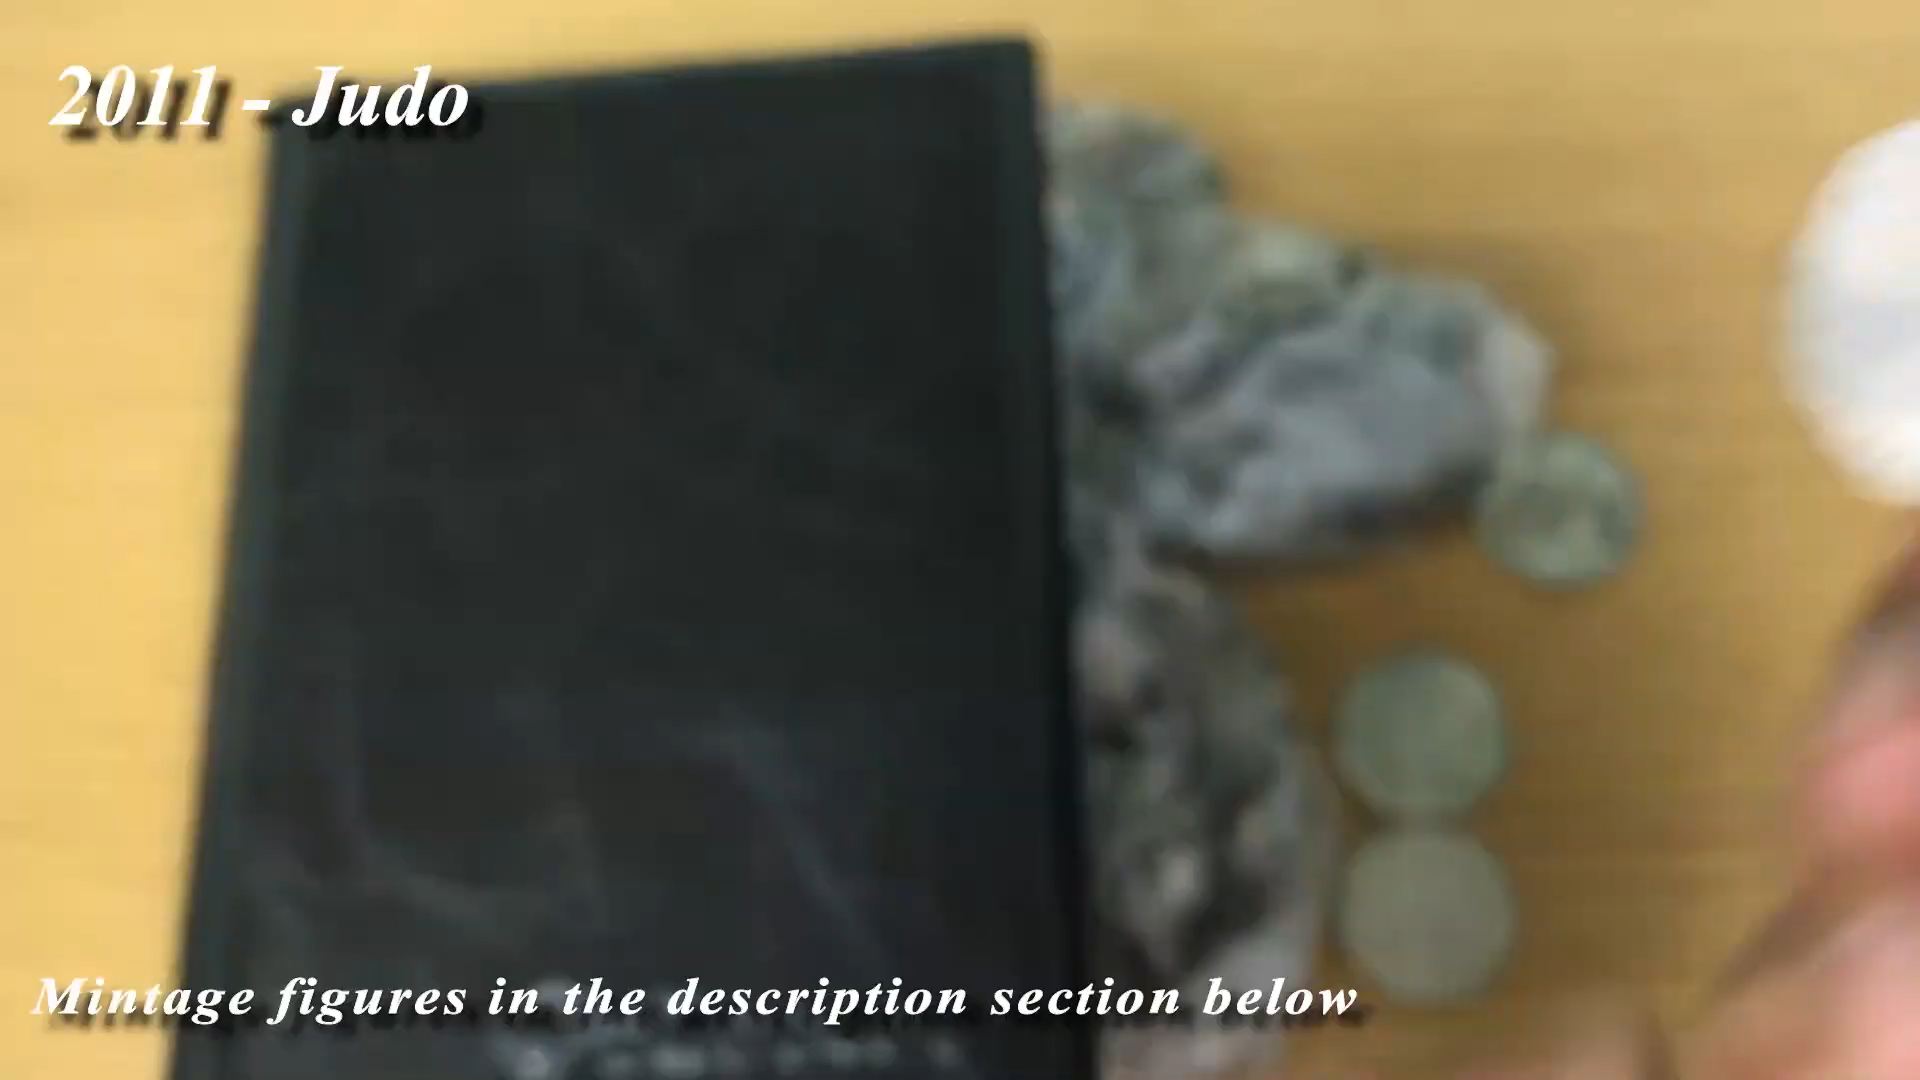 2011 - Judo
Mintage figures in the description section below